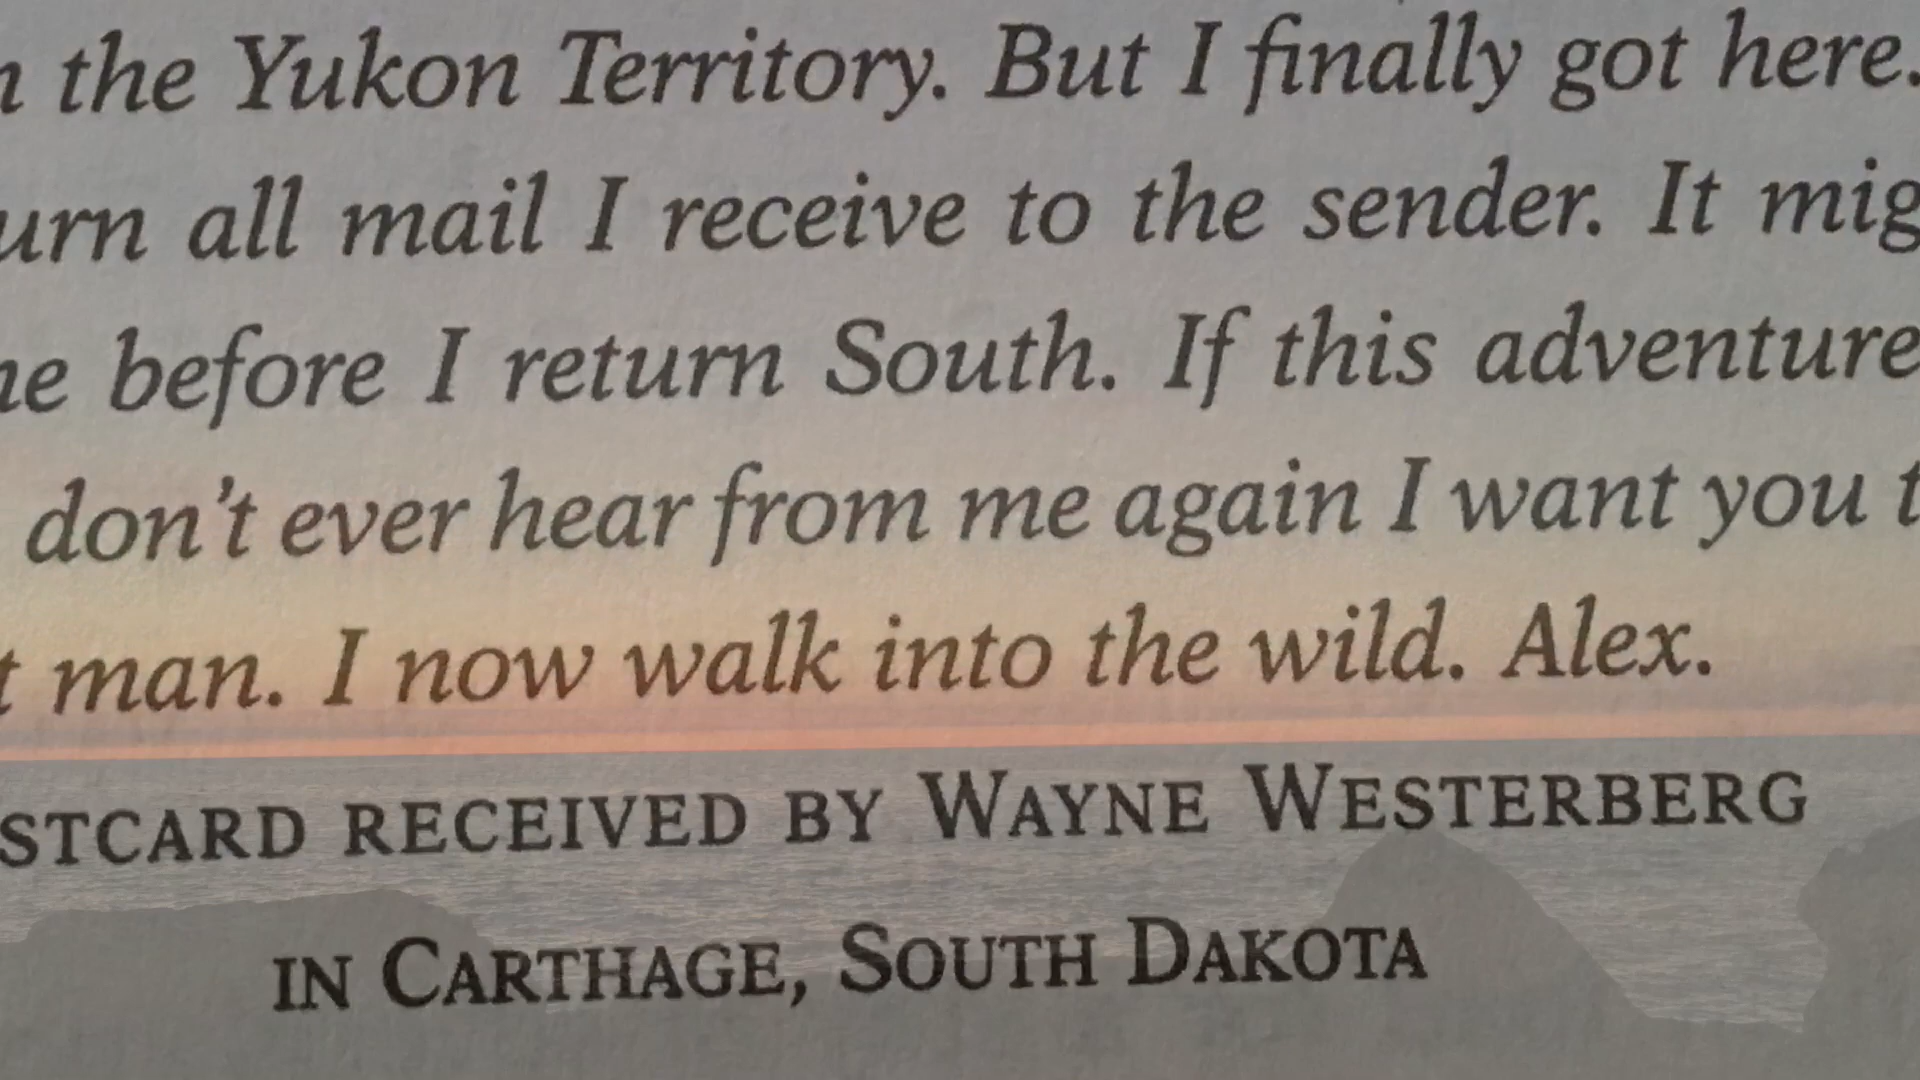 the Yukon Territory. But I finally got here.
all mail I receive to the sender. It
before I return South. If this adventure
don't ever hear from me again I want you
man. I now walk into the wild. Alex.
RECEIVED BY WAYNE WESTERBERG
IN CARTHAGE, SOUTH DAKOTA